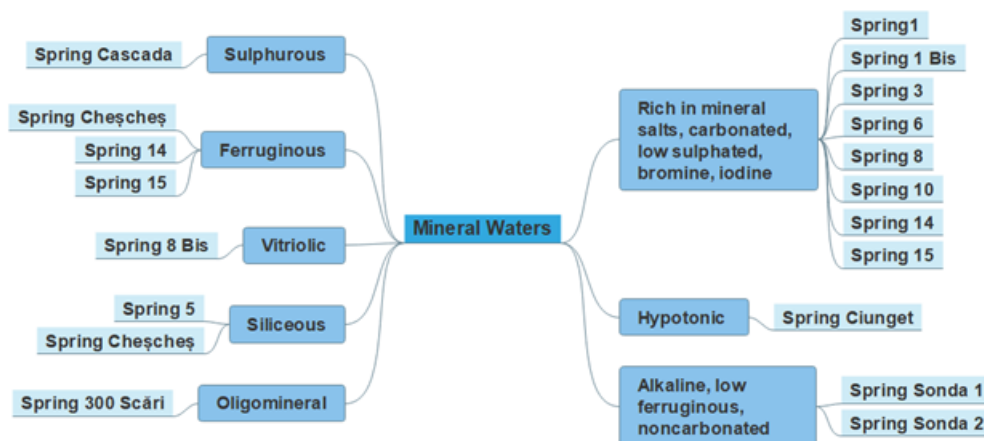 Spring Cascada
Sulphurous
Spring Cheșcheș
Spring 14
Spring 15
Ferruginous
Spring 8 Bis
Vitriolic
Spring 5
Spring Cheșcheș
Siliceous
Spring 300 Scări
Oligomineral
Mineral Waters
Rich in mineral
salts, carbonated,
low sulphated,
bromine, iodine
Spring1
Spring 1 Bis
Spring 3
Spring 6
Spring 8
Spring 10
Spring 14
Spring 15
Hypotonic
Spring Ciunget
Alkaline, low
ferruginous,
noncarbonated
Spring Sonda 1
Spring Sonda 2